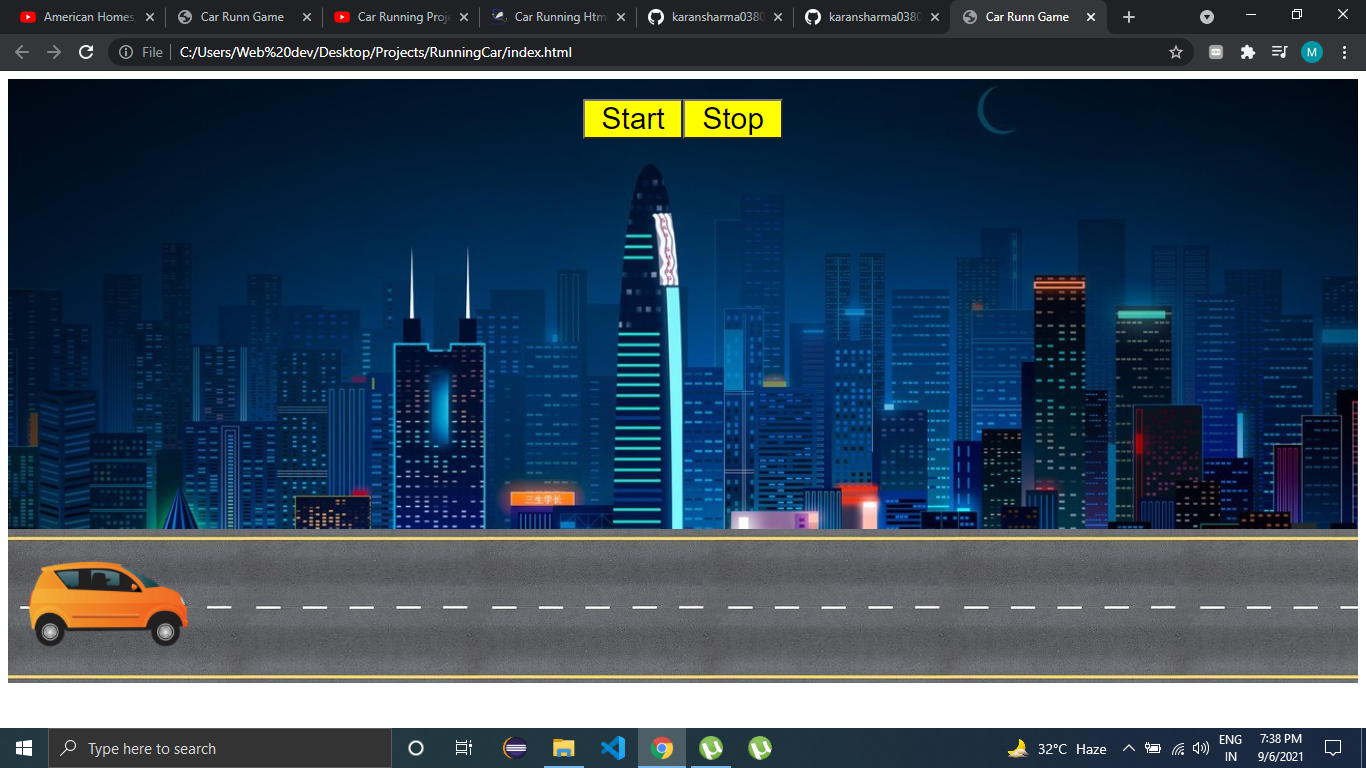 American Homes
Car Runn Game
Car Running Proj
Car Running Html
karansharma0380
karansharma0380
Car Runn Game
File
C:/Users/Web%20dev/Desktop/Projects/RunningCar/index.html
M
Start
Stop
三生学长
Type here to search
32°C Haze
ENG
IN
7:38 PM
9/6/2021